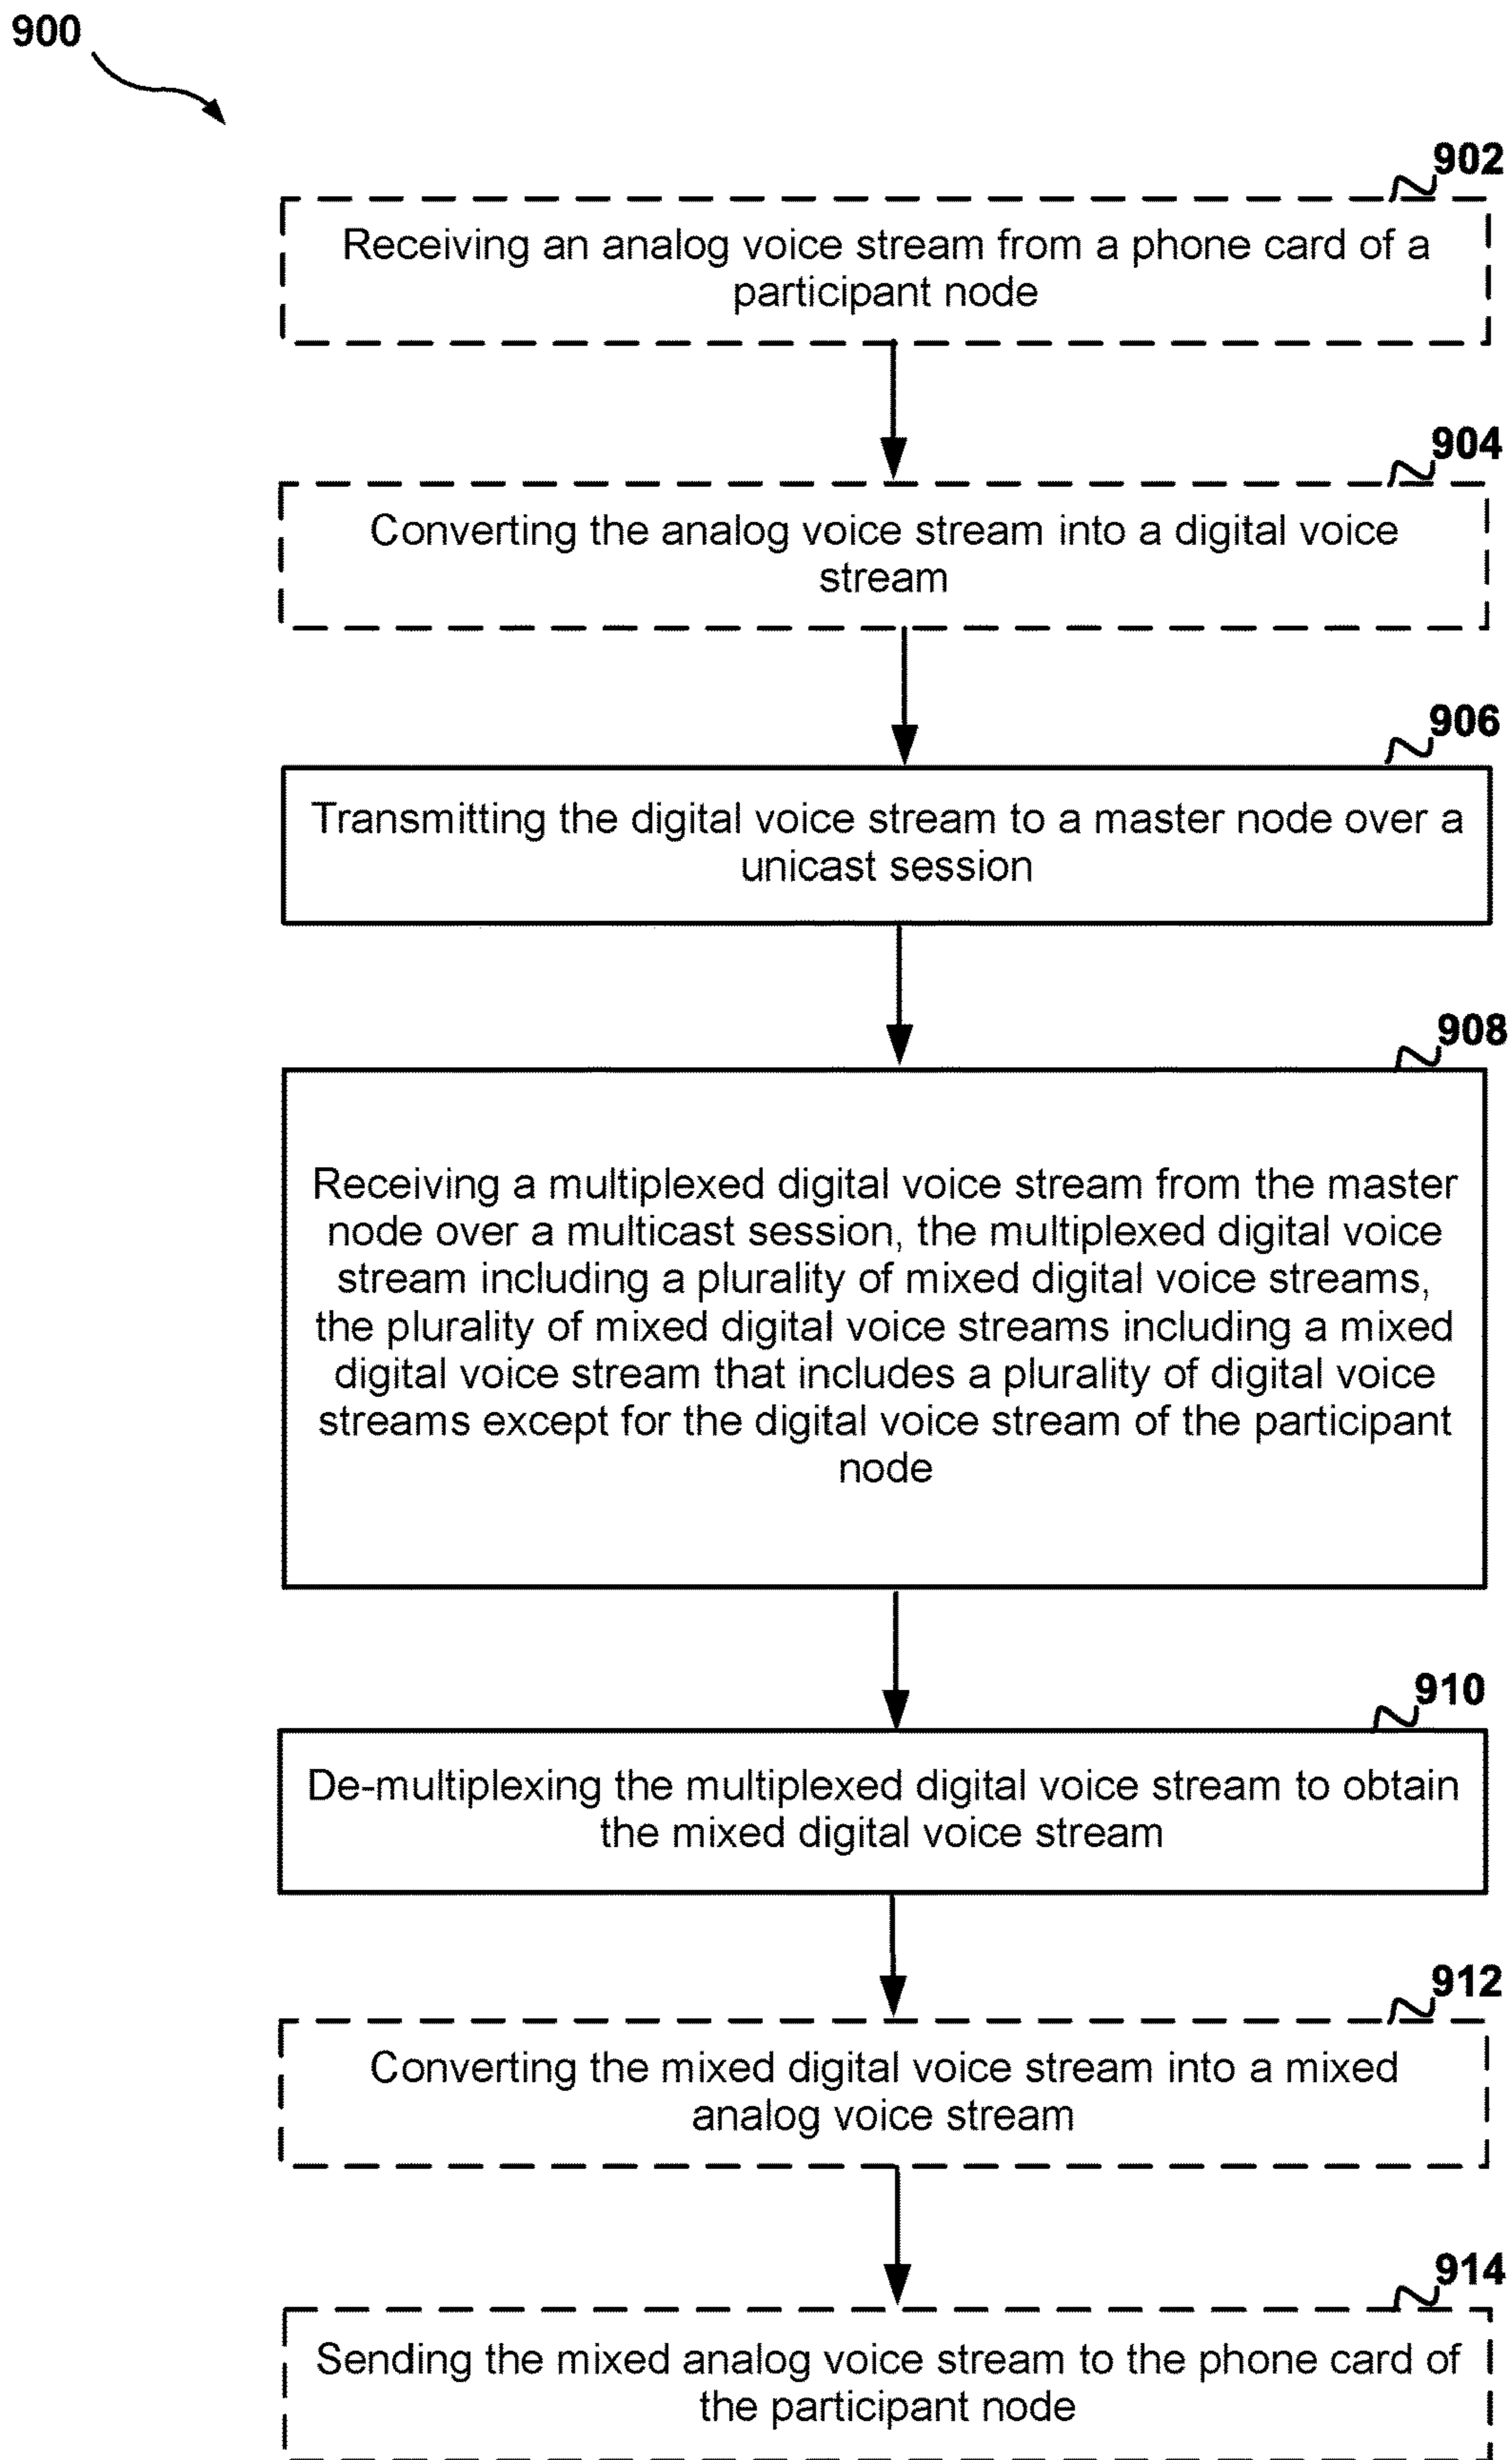 900
902
Receiving an analog voice stream from a phone card of a
participant node
904
Converting the analog voice stream into a digital voice
stream
906
Transmitting the digital voice stream to a master node over a
unicast session
908
Receiving a multiplexed digital voice stream from the master
node over a multicast session, the multiplexed digital voice
stream including a plurality of mixed digital voice streams,
the plurality of mixed digital voice streams including a mixed
digital voice stream that includes a plurality of digital voice
streams except for the digital voice stream of the participant
node
910
De-multiplexing the multiplexed digital voice stream to obtain
the mixed digital voice stream
912
Converting the mixed digital voice stream into a mixed
analog voice stream
914
Sending the mixed analog voice stream to the phone card of
the participant node